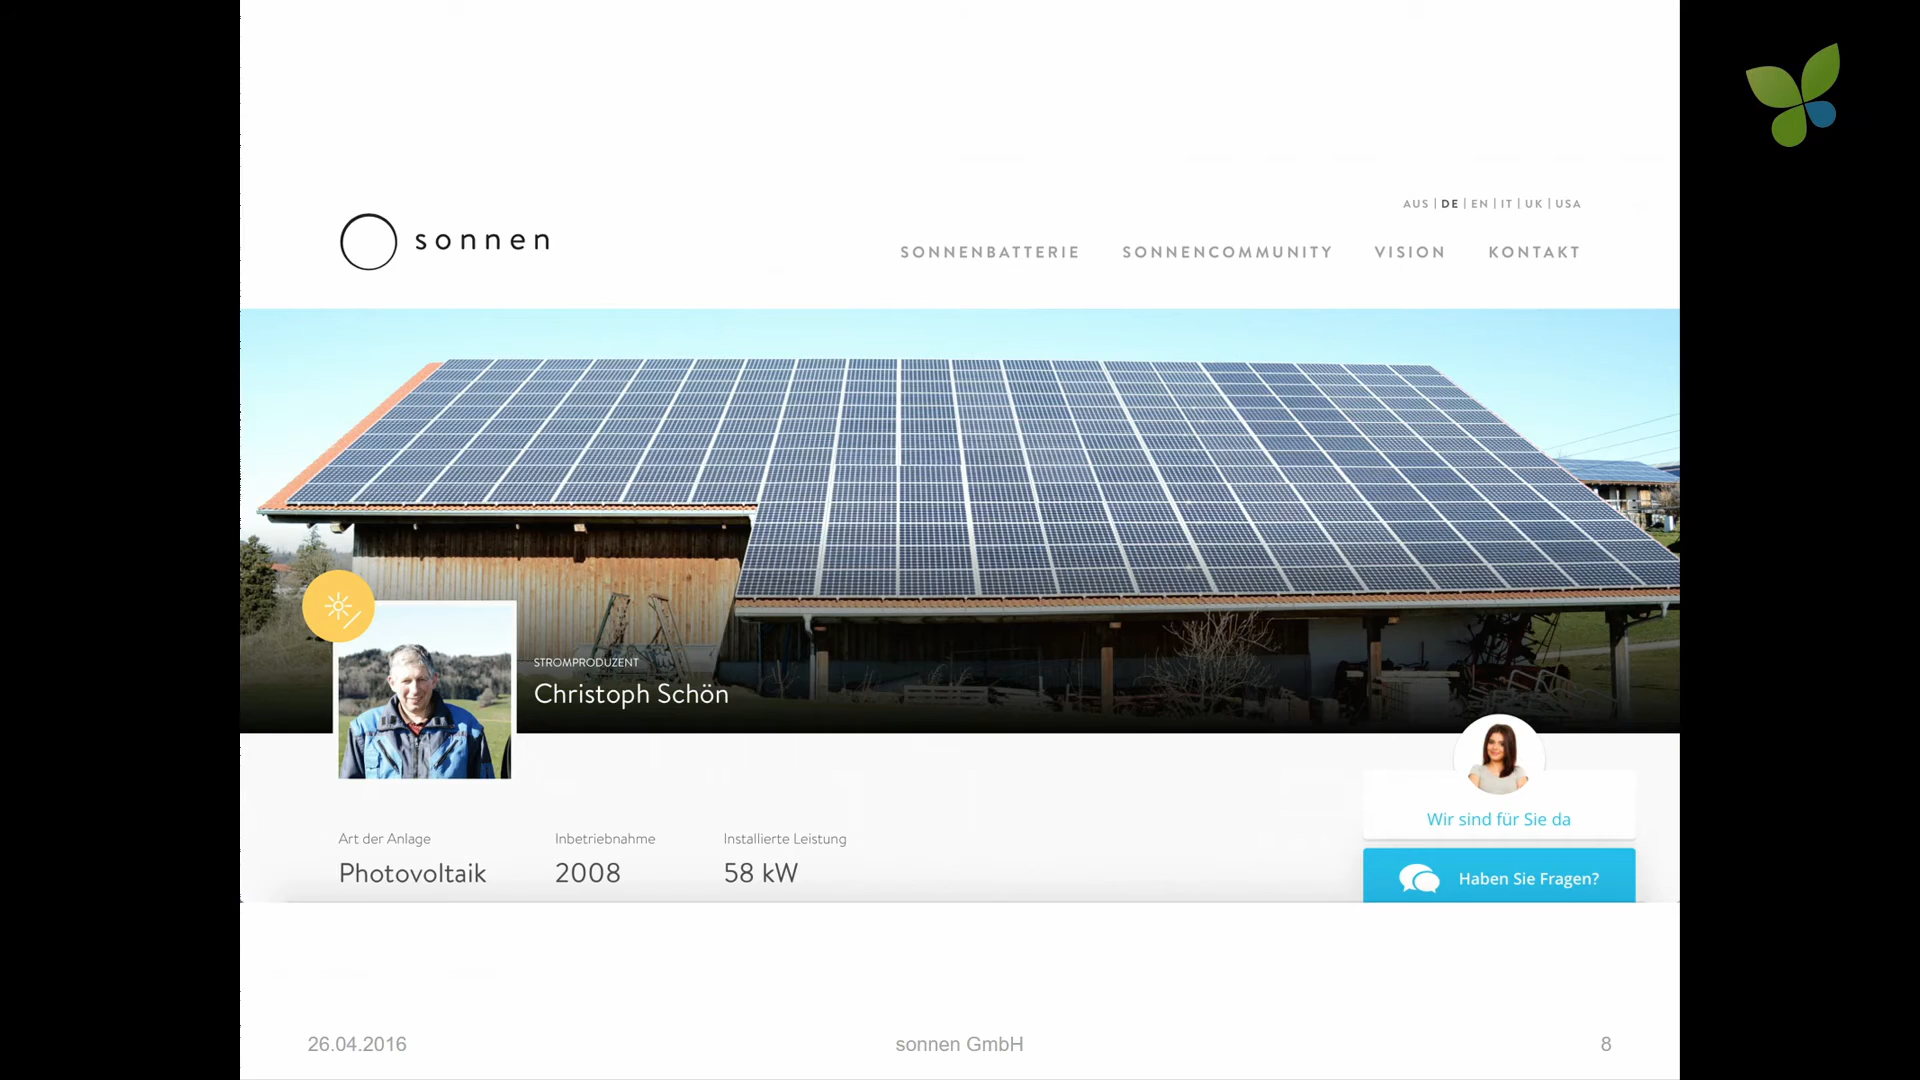 AUS | DE | EN | IT | UK | USA
sonnen
SONNENBATTERIE SONNENCOMMUNITY VISION KONTAKT
STROMPRODUZENT
Christoph Schön
Wir sind für Sie da
Art der Anlage Inbetriebnahme Installierte Leistung
Photovoltaik 2008 58 kW
Haben Sie Fragen?
26.04.2016 sonnen GmbH 8